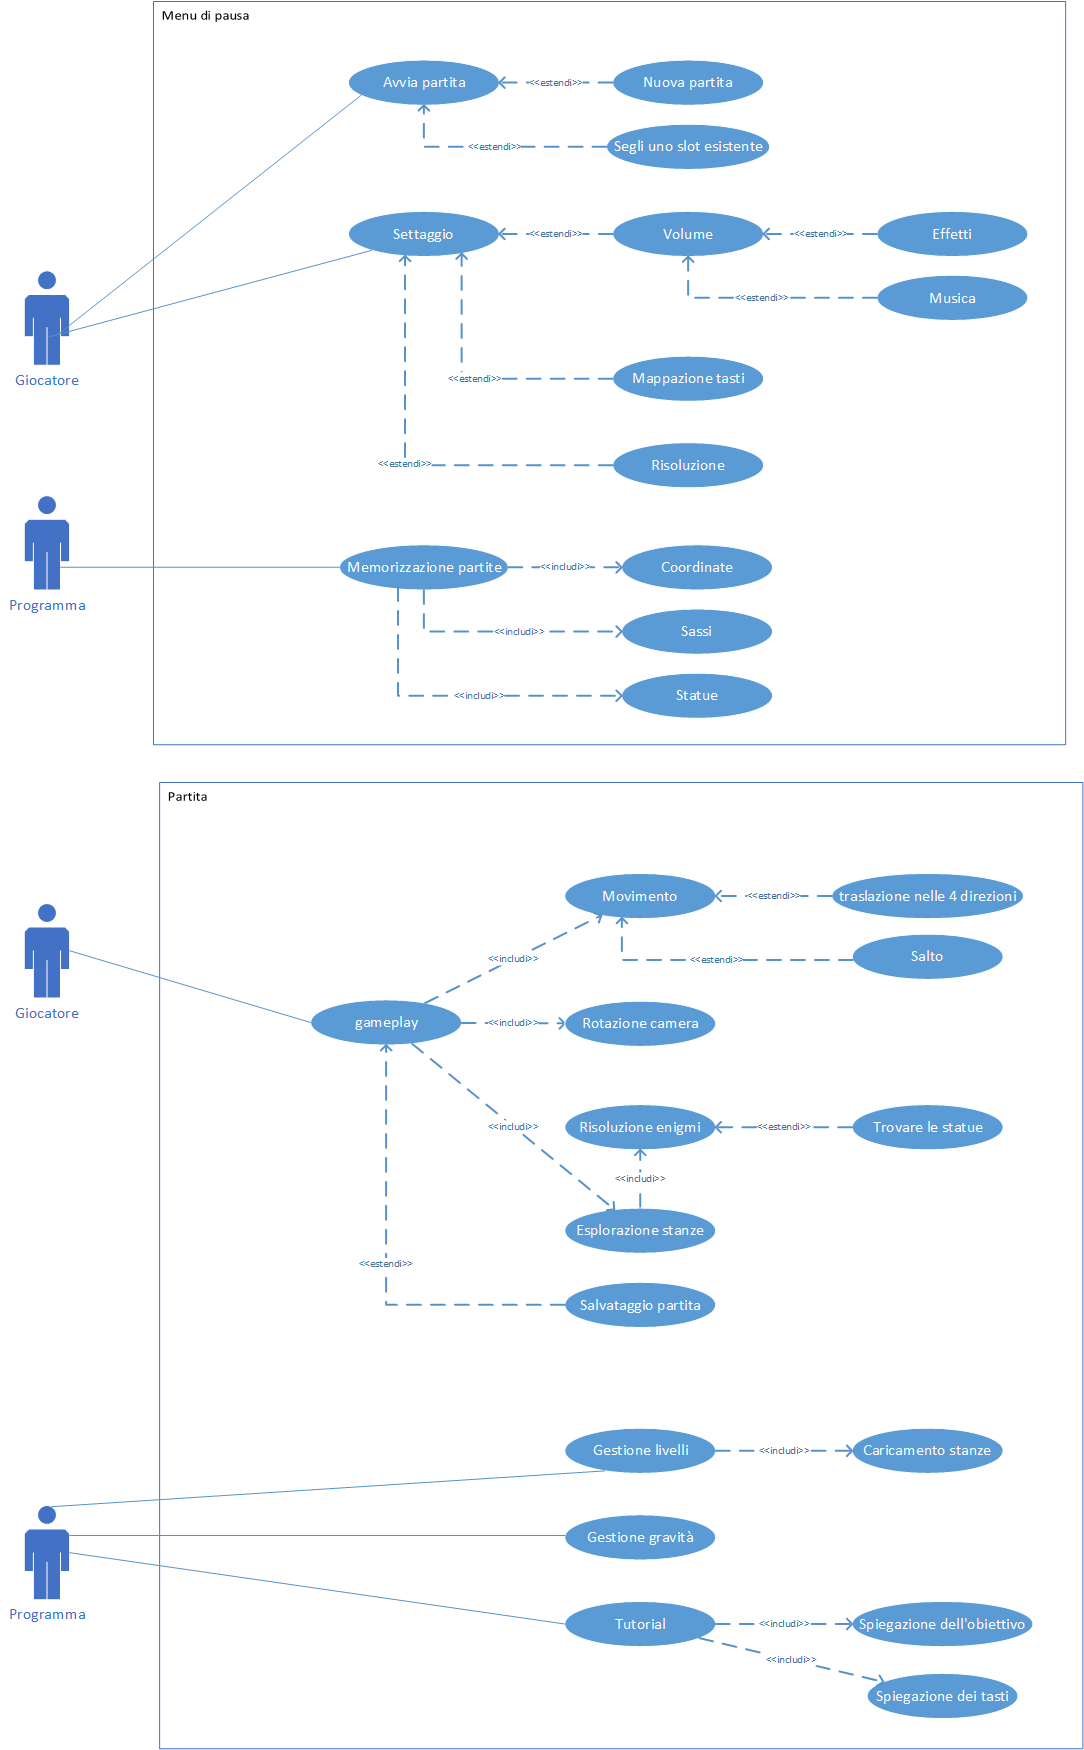 Menu di pausa
Avvia partita
<<estendi>>
Nuova partita
<<estendi>>
Segli uno slot esistente
Settaggio
<<estendi>>
Volume
<<estendi>>
Effetti
<<estendi>>
Musica
Giocatore
<<estendi>>
Mappazione tasti
<<estendi>>
Risoluzione
Programma
Memorizzazione partite
<<includi>>
Coordinate
<<includi>>
Sassi
<<includi>>
Statue
Partita
Movimento
<<estendi>>
traslazione nelle 4 direzioni
<<includi>>
<<estendi>>
Salto
Giocatore
gameplay
<<includi>>
Rotazione camera
<<includi>>
Risoluzione enigmi
<<estendi>>
Trovare le statue
<<includi>>
Esplorazione stanze
<<estendi>>
Salvataggio partita
Gestione livelli
<<includi>>
Caricamento stanze
Gestione gravità
Programma
Tutorial
<<includi>>
Spiegazione dell'obiettivo
<<includi>>
Spiegazione dei tasti